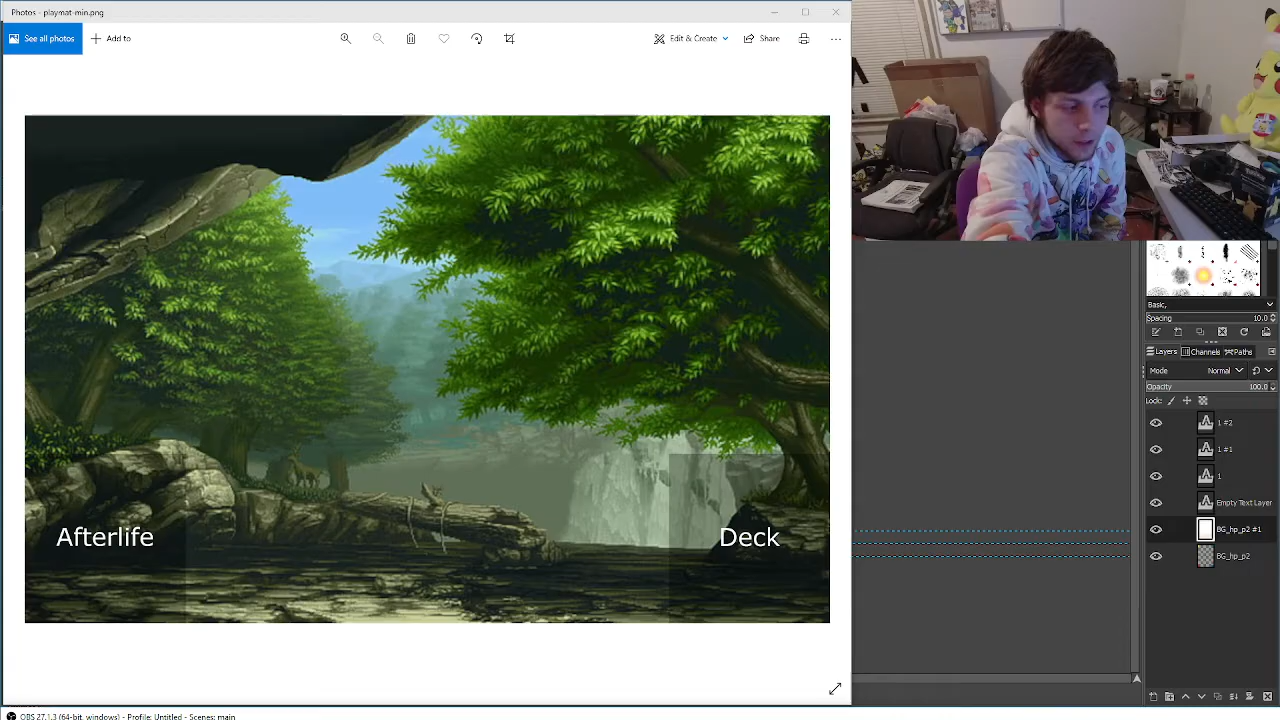 Photos - playmat-min.png
See all photos
Add to
Edit & Create
Share
Afterlife
Deck
Basic,
Spacing 10.0
Layers Channels Paths
Mode Normal
Opacity 100.0
Lock:
1 #2
1 #1
1
Empty Text Layer
BG_hp_p2 #1
BG_hp_p2
OBS 27.1.3 (64-bit, windows) - Profile: Untitled - Scenes: main